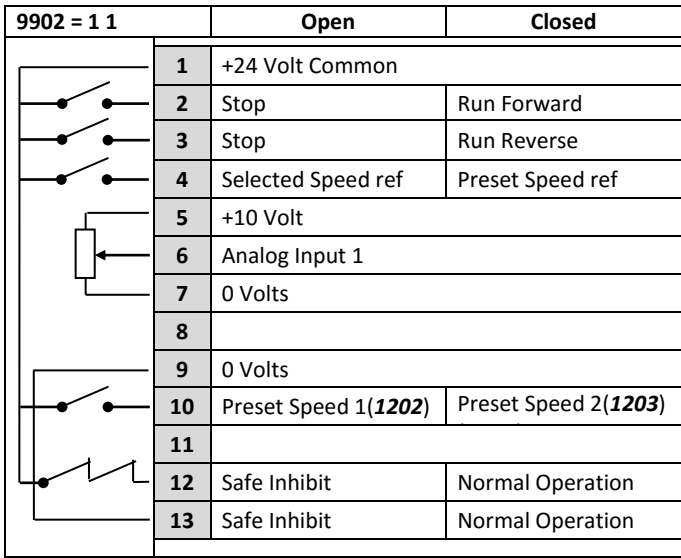 9902 = 1 1 Open Closed
1 +24 Volt Common
2 Stop Run Forward
3 Stop Run Reverse
4 Selected Speed ref Preset Speed ref
5 +10 Volt
6 Analog Input 1
7 0 Volts
8
9 0 Volts
10 Preset Speed 1(1202) Preset Speed 2(1203)
11
12 Safe Inhibit Normal Operation
13 Safe Inhibit Normal Operation